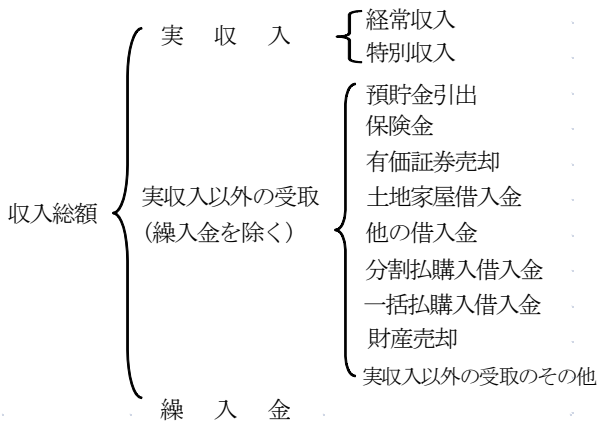 収入総額
実収入
経常収入
特別収入
実収入以外の受取
(繰入金を除く)
預貯金引出
保険金
有価証券売却
土地家屋借入金
他の借入金
分割払購入借入金
一括払購入借入金
財産売却
実収入以外の受取のその他
繰入金